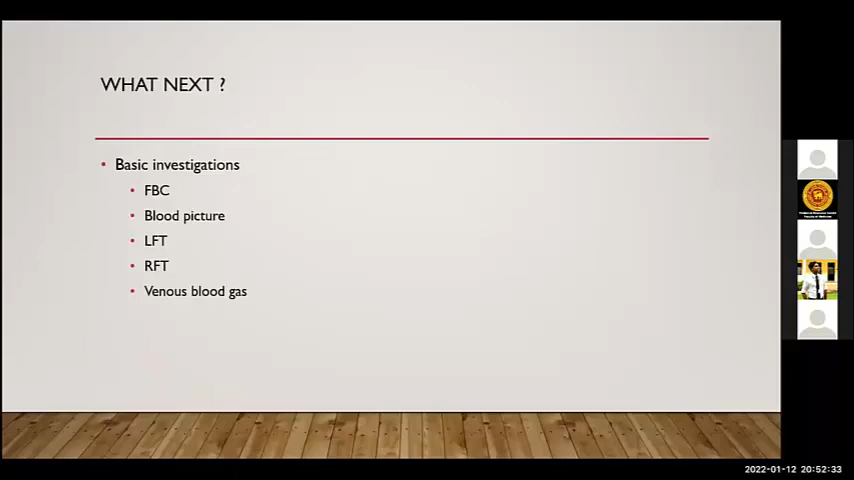 WHAT NEXT ?
• Basic investigations
• FBC
• Blood picture
• LFT
• RFT
• Venous blood gas
2022-01-12 20:52:33